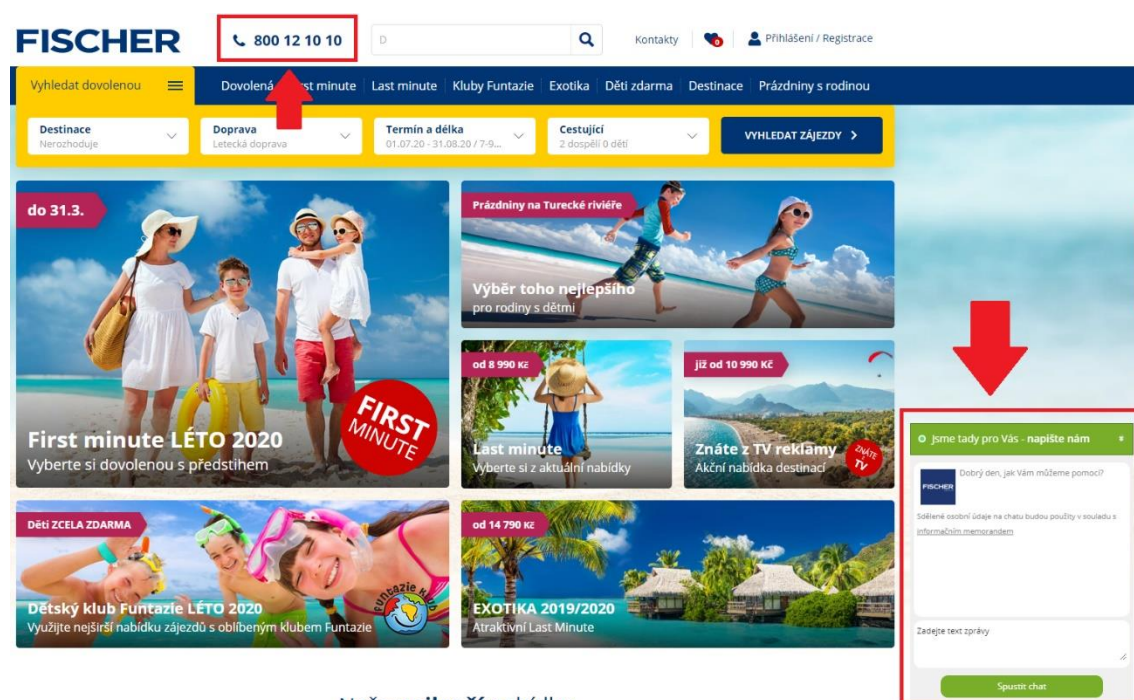 FISCHER
800 12 10 10
D
Kontakty
0
Přihlášení / Registrace
Vyhledat dovolenou
Dovolená
st minute
Last minute
Kluby Funtazie
Exotika
Děti zdarma
Destinace
Prázdniny s rodinou
Destinace
Nerozhoduje
Doprava
Letecká doprava
Termín a délka
01.07.20 - 31.08.20 / 7-9...
Cestující
2 dospělí 0 dětí
VYHLEDAT ZÁJEZDY
do 31.3.
FIRST
MINUTE
First minute LÉTO 2020
Vyberte si dovolenou s předstihem
Prázdniny na Turecké riviéře
Výběr toho nejlepšího
pro rodiny s dětmi
od 8 990 Kč
Last minute
Vyberte si z aktuální nabídky
již od 10 990 Kč
Znáte z TV reklamy
Akční nabídka destinací
ZNÁTE
z
TV
Děti ZCELA ZDARMA
Dětský klub Funtazie LÉTO 2020
Využijte nejširší nabídku zájezdů s oblíbeným klubem Funtazie
Funtazie Klub
od 14 790 Kč
EXOTIKA 2019/2020
Atraktivní Last Minute
Jsme tady pro Vás - napište nám
FISCHER
Dobrý den, jak Vám můžeme pomoci?
Sdělené osobní údaje na chatu budou použity v souladu s
informačním memorandem
Zadejte text zprávy
Spustit chat